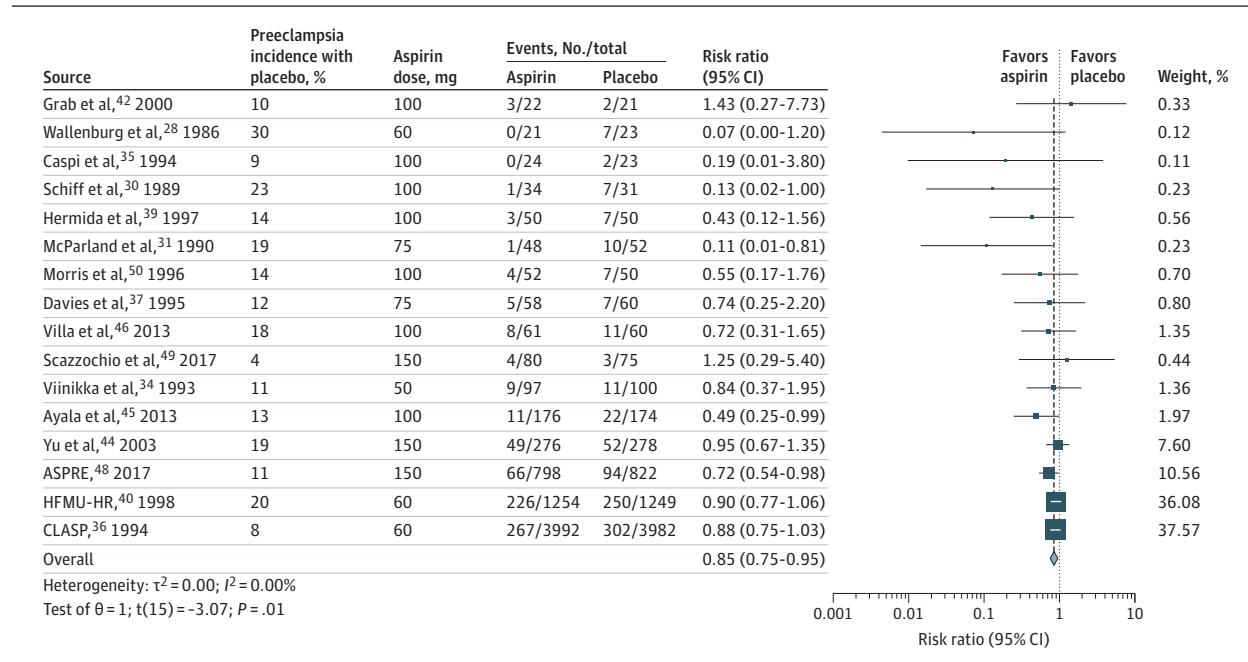 Source Preeclampsia incidence with placebo, % Aspirin dose, mg Events, No./total Aspirin Placebo Risk ratio (95% CI) Favors aspirin Favors placebo Weight, %
Grab et al,42 2000 10 100 3/22 2/21 1.43 (0.27-7.73) 0.33
Wallenburg et al,28 1986 30 60 0/21 7/23 0.07 (0.00-1.20) 0.12
Caspi et al,35 1994 9 100 0/24 2/23 0.19 (0.01-3.80) 0.11
Schiff et al,30 1989 23 100 1/34 7/31 0.13 (0.02-1.00) 0.23
Hermida et al,39 1997 14 100 3/50 7/50 0.43 (0.12-1.56) 0.56
McParland et al,31 1990 19 75 1/48 10/52 0.11 (0.01-0.81) 0.23
Morris et al,50 1996 14 100 4/52 7/50 0.55 (0.17-1.76) 0.70
Davies et al,37 1995 12 75 5/58 7/60 0.74 (0.25-2.20) 0.80
Villa et al,46 2013 18 100 8/61 11/60 0.72 (0.31-1.65) 1.35
Scazzochio et al,49 2017 4 150 4/80 3/75 1.25 (0.29-5.40) 0.44
Viinikka et al,34 1993 11 50 9/97 11/100 0.84 (0.37-1.95) 1.36
Ayala et al,45 2013 13 100 11/176 22/174 0.49 (0.25-0.99) 1.97
Yu et al,44 2003 19 150 49/276 52/278 0.95 (0.67-1.35) 7.60
ASPRE,48 2017 11 150 66/798 94/822 0.72 (0.54-0.98) 10.56
HFMU-HR,40 1998 20 60 226/1254 250/1249 0.90 (0.77-1.06) 36.08
CLASP,36 1994 8 60 267/3992 302/3982 0.88 (0.75-1.03) 37.57
Overall 0.85 (0.75-0.95)
Heterogeneity: τ2 = 0.00; I2 = 0.00%
Test of θ = 1; t(15) = -3.07; P = .01
0.001 0.01 0.1 1 10
Risk ratio (95% CI)